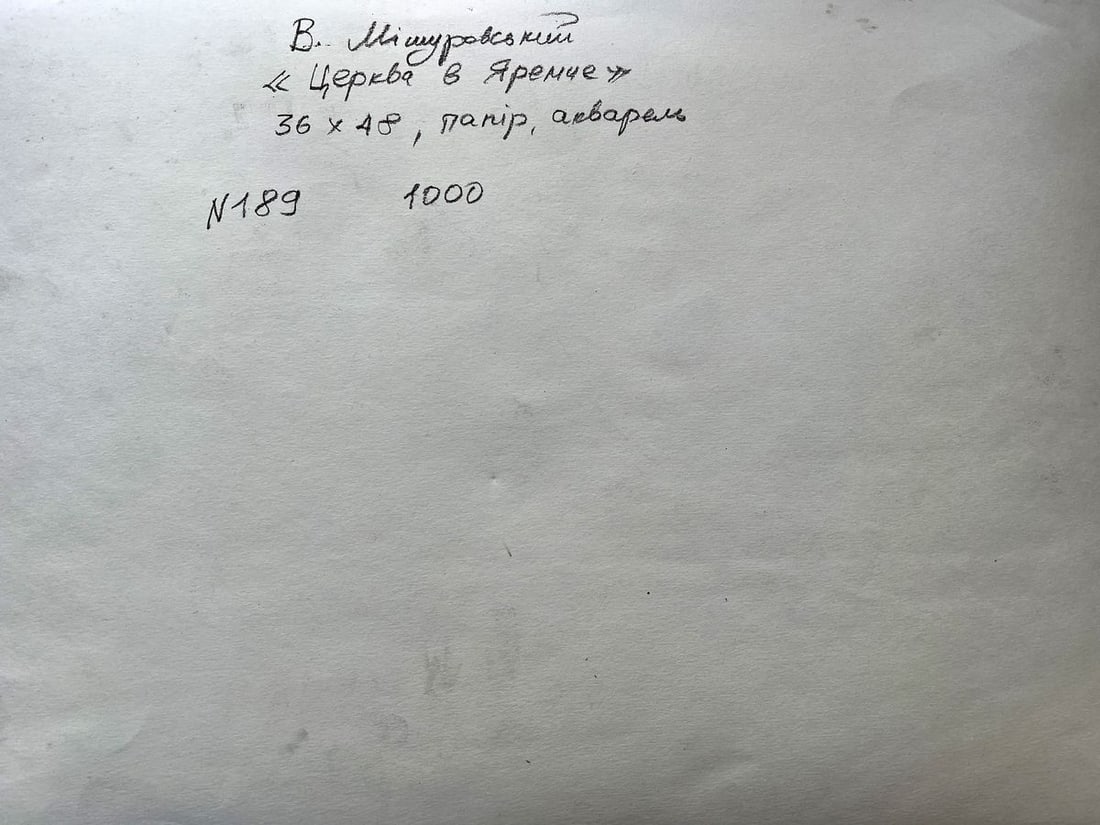 В. Мішуровський
« Церква в Яремче»
36 x 48, папір, акварель
N189 1000